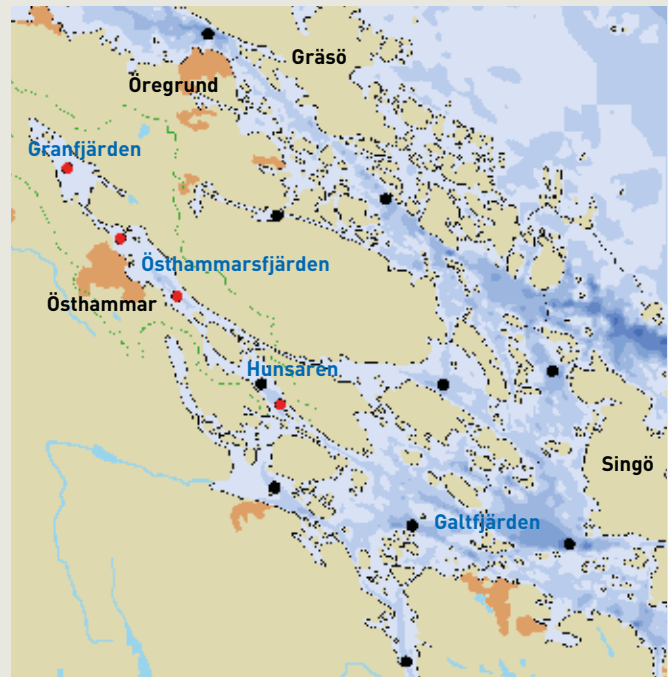 Gräsö
Öregrund
Granfjärden
Östhammarsfjärden
Östhammar
Hunsaren
Singö
Galtfjärden